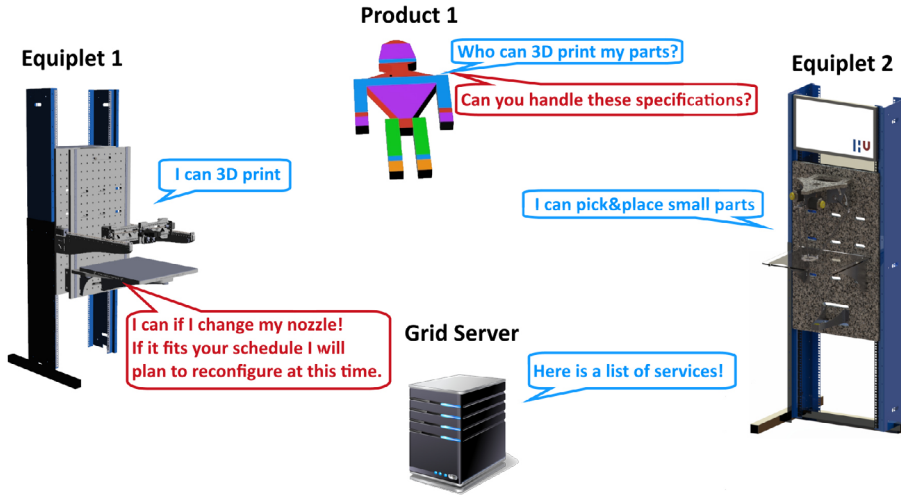 Product 1
Equiplet 1
Who can 3D print my parts?
Equiplet 2
Can you handle these specifications?
I can 3D print
I can pick&place small parts
I can if I change my nozzle!
If it fits your schedule I will
plan to reconfigure at this time.
Grid Server
Here is a list of services!